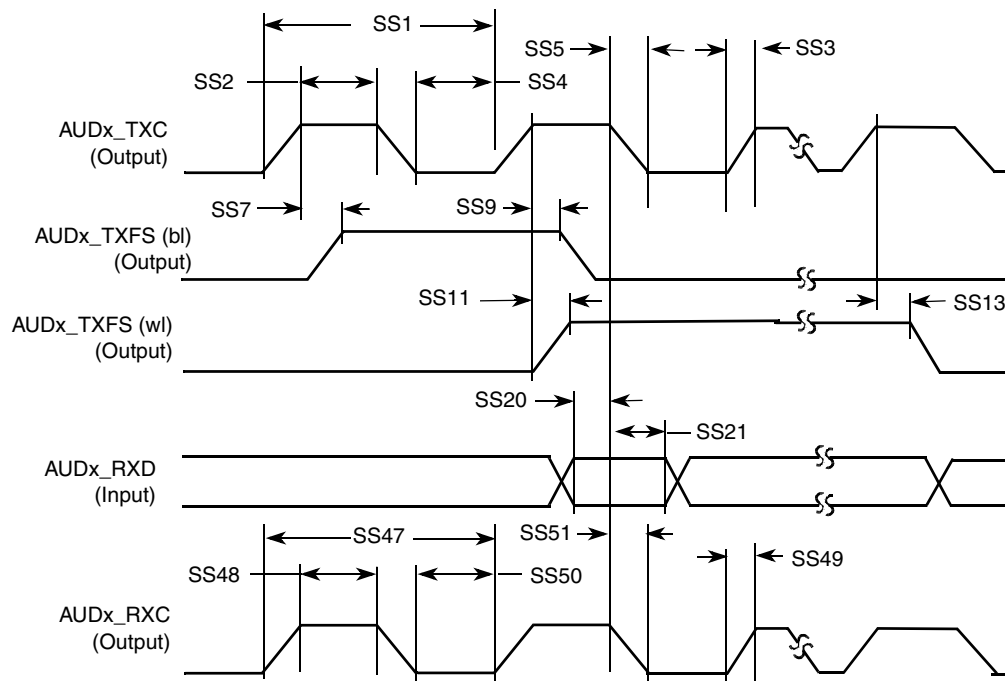 SS1
SS5
SS3
SS2
SS4
AUDx_TXC
(Output)
SS7
SS9
AUDx_TXFS (bl)
(Output)
SS11
SS13
AUDx_TXFS (wl)
(Output)
SS20
SS21
AUDx_RXD
(Input)
SS47
SS51
SS49
SS48
SS50
AUDx_RXC
(Output)